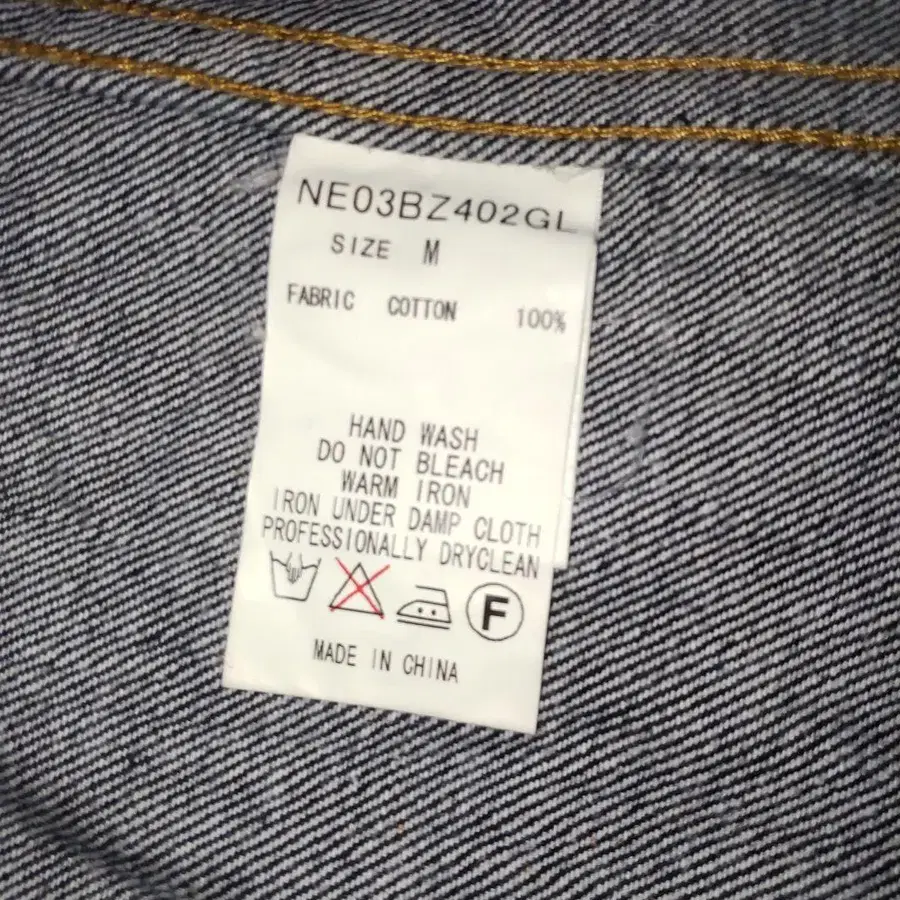 NE03BZ402GL
SIZE M
FABRIC COTTON 100%
HAND WASH
DO NOT BLEACH
WARM IRON
IRON UNDER DAMP CLOTH
PROFESSIONALLY DRYCLEAN
F
MADE IN CHINA